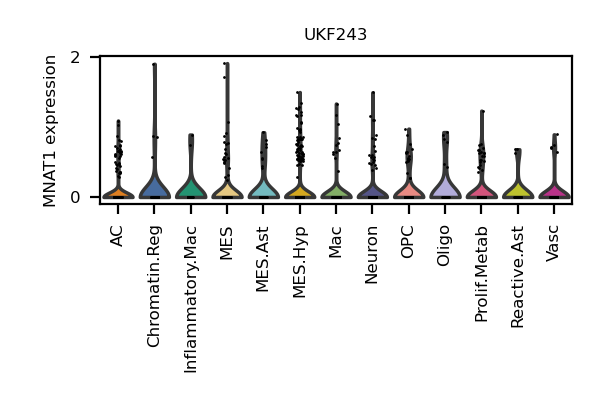 UKF243
MNAT1 expression
2
0
AC
Chromatin.Reg
Inflammatory.Mac
MES
MES.Ast
MES.Hyp
Mac
Neuron
OPC
Oligo
Prolif.Metab
Reactive.Ast
Vasc